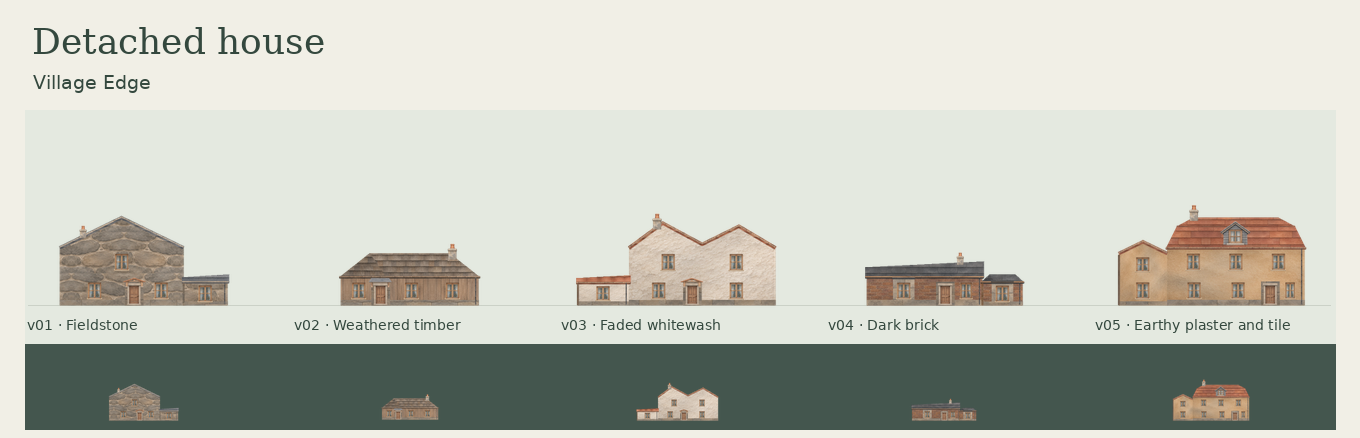 Detached house
Village Edge
v01 · Fieldstone
v02 · Weathered timber
v03 · Faded whitewash
v04 · Dark brick
v05 · Earthy plaster and tile